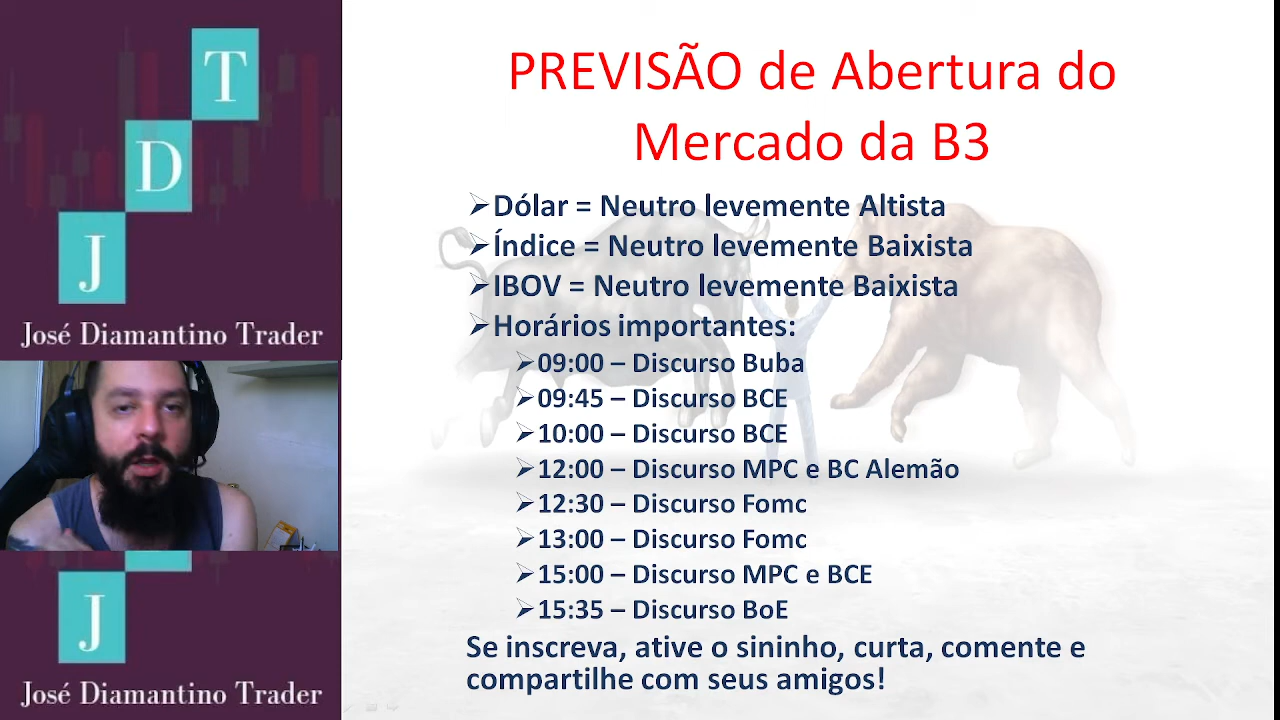 T
D
J
José Diamantino Trader
PREVISÃO de Abertura do
Mercado da B3
Dólar = Neutro levemente Altista
Índice = Neutro levemente Baixista
IBOV = Neutro levemente Baixista
Horários importantes:
09:00 – Discurso Buba
09:45 – Discurso BCE
10:00 – Discurso BCE
12:00 – Discurso MPC e BC Alemão
12:30 – Discurso Fomc
13:00 – Discurso Fomc
15:00 – Discurso MPC e BCE
15:35 – Discurso BoE
Se inscreva, ative o sininho, curta, comente e
compartilhe com seus amigos!
J
José Diamantino Trader